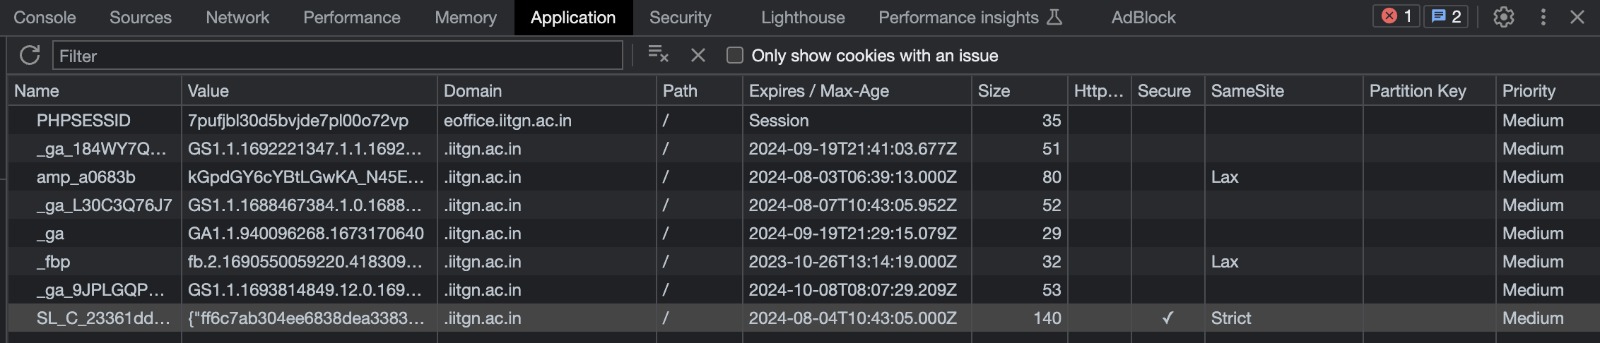 Console Sources Network Performance Memory Application Security Lighthouse Performance insights AdBlock 1 2
Filter Only show cookies with an issue
Name Value Domain Path Expires / Max-Age Size Http... Secure SameSite Partition Key Priority
PHPSESSID 7pufjbl30d5bvjde7pl00o72vp eoffice.iitgn.ac.in / Session 35 Medium
_ga_184WY7Q... GS1.1.1692221347.1.1.1692... .iitgn.ac.in / 2024-09-19T21:41:03.677Z 51 Medium
amp_a0683b kGpdGY6cYBtLGwKA_N45E... .iitgn.ac.in / 2024-08-03T06:39:13.000Z 80 Lax Medium
_ga_L30C3Q76J7 GS1.1.1688467384.1.0.1688... .iitgn.ac.in / 2024-08-07T10:43:05.952Z 52 Medium
_ga GA1.1.940096268.1673170640 .iitgn.ac.in / 2024-09-19T21:29:15.079Z 29 Medium
_fbp fb.2.1690550059220.418309... .iitgn.ac.in / 2023-10-26T13:14:19.000Z 32 Lax Medium
_ga_9JPLGQP... GS1.1.1693814849.12.0.169... .iitgn.ac.in / 2024-10-08T08:07:29.209Z 53 Medium
SL_C_23361dd... {"ff6c7ab304ee6838dea3383... .iitgn.ac.in / 2024-08-04T10:43:05.000Z 140 ✓ Strict Medium